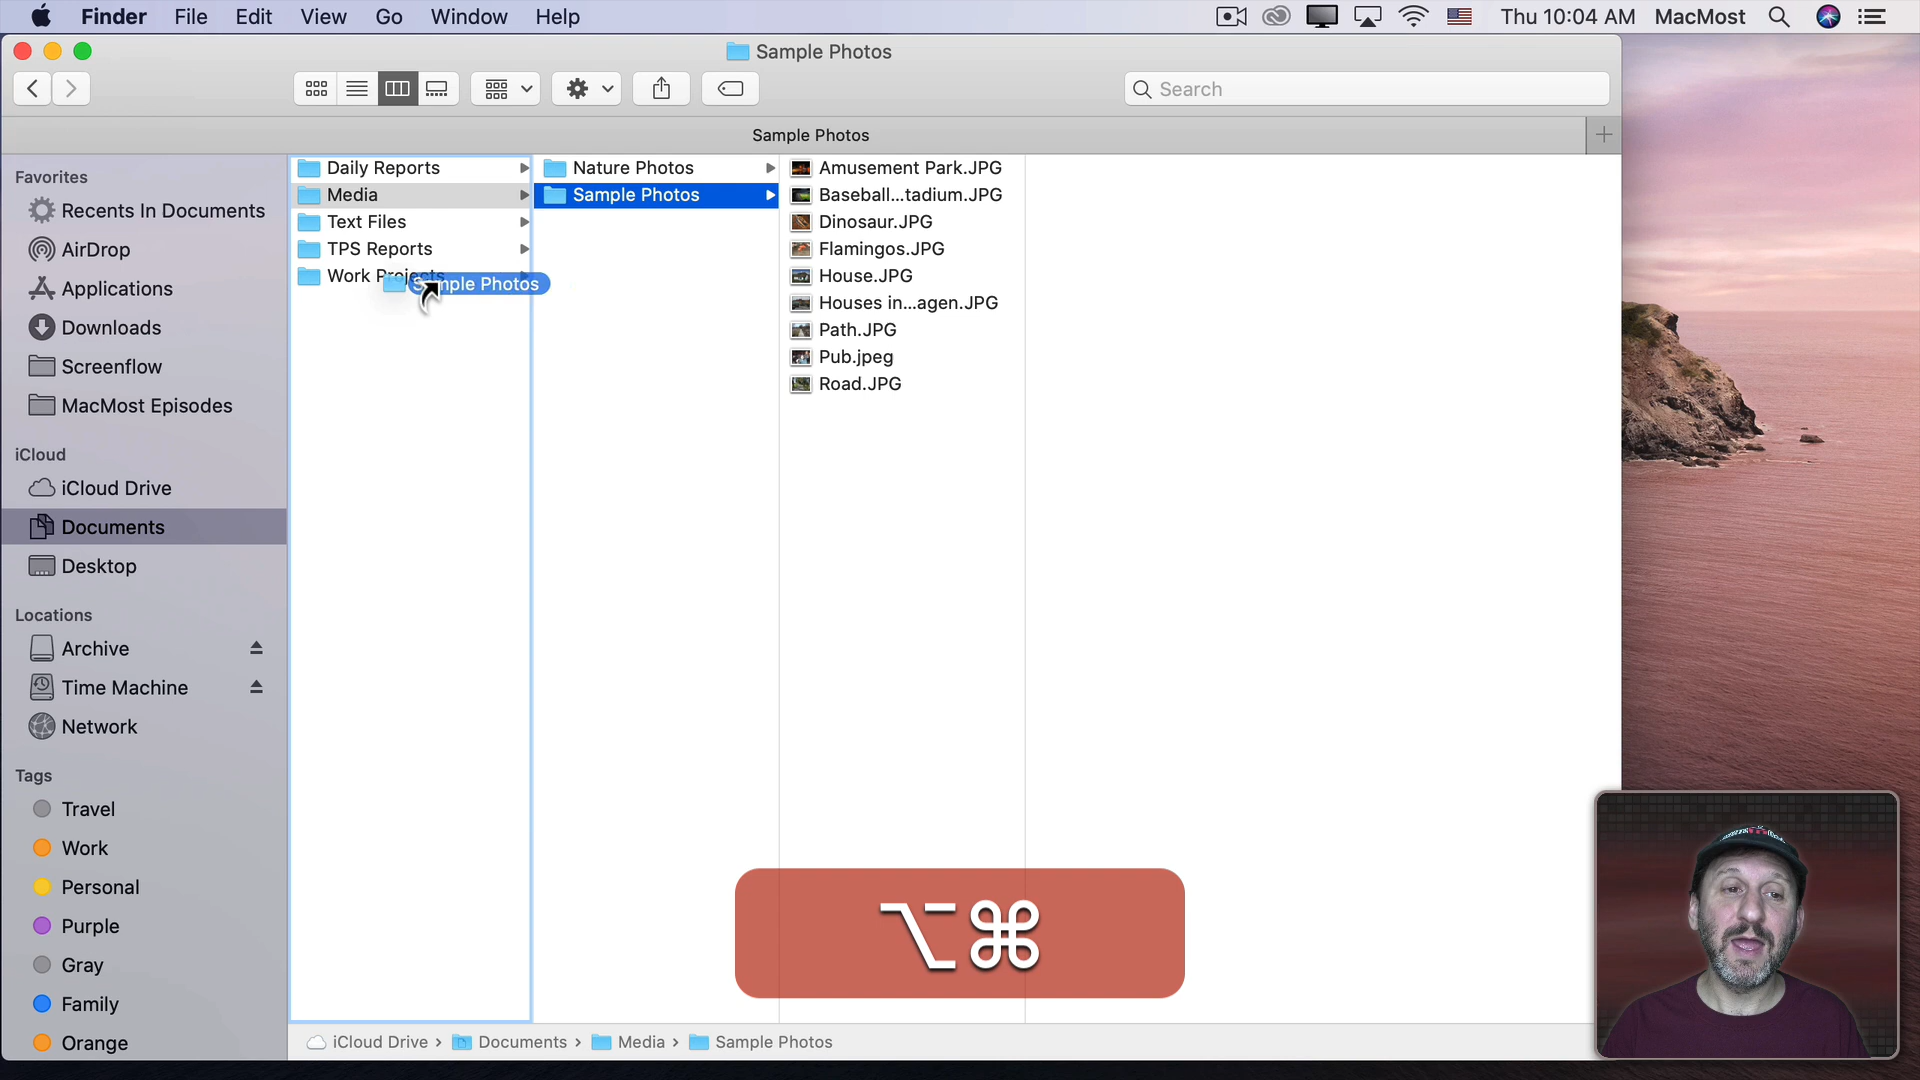 Finder File Edit View Go Window Help Thu 10:04 AM MacMost
Sample Photos
Search
Sample Photos
Favorites
Recents In Documents
AirDrop
Applications
Downloads
Screenflow
MacMost Episodes
iCloud
iCloud Drive
Documents
Desktop
Locations
Archive
Time Machine
Network
Tags
Travel
Work
Personal
Purple
Gray
Family
Orange
Daily Reports
Media
Text Files
TPS Reports
Work Projects
Sample Photos
Nature Photos
Sample Photos
Amusement Park.JPG
Baseball...tadium.JPG
Dinosaur.JPG
Flamingos.JPG
House.JPG
Houses in...agen.JPG
Path.JPG
Pub.jpeg
Road.JPG
⌥⌘
iCloud Drive › Documents › Media › Sample Photos